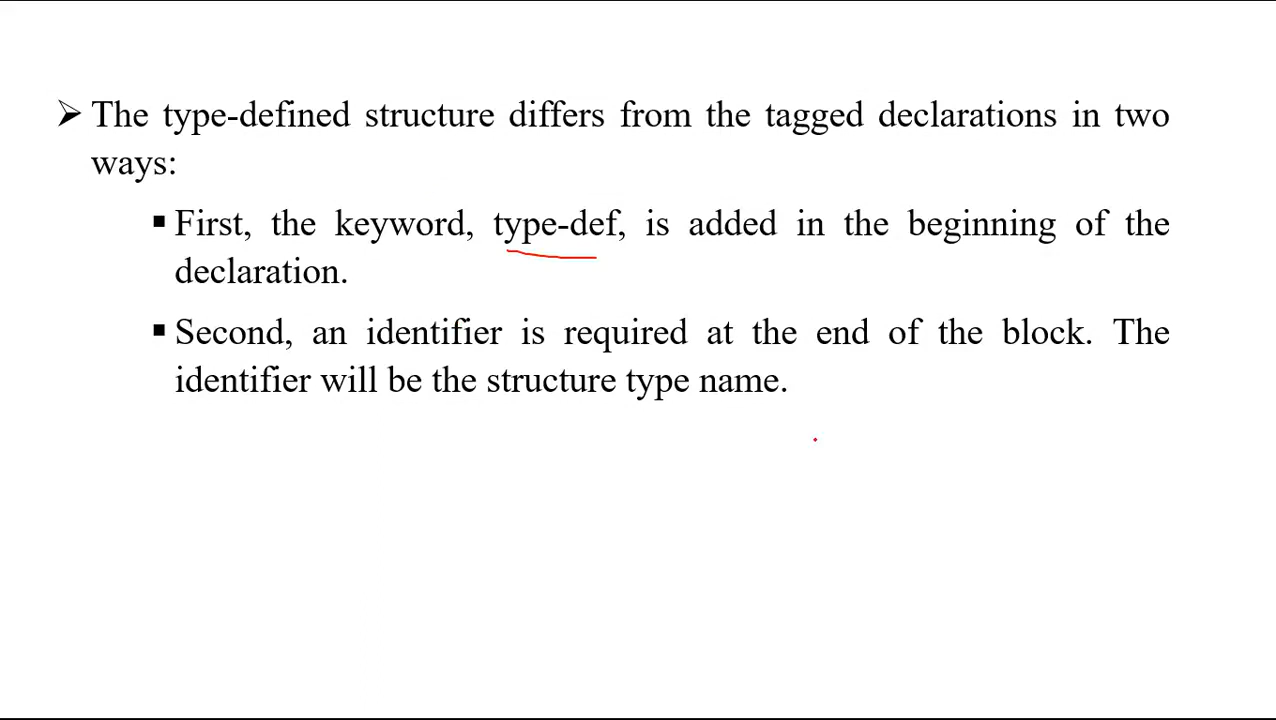 The type-defined structure differs from the tagged declarations in two
ways:
First, the keyword, type-def, is added in the beginning of the
declaration.
Second, an identifier is required at the end of the block. The
identifier will be the structure type name.